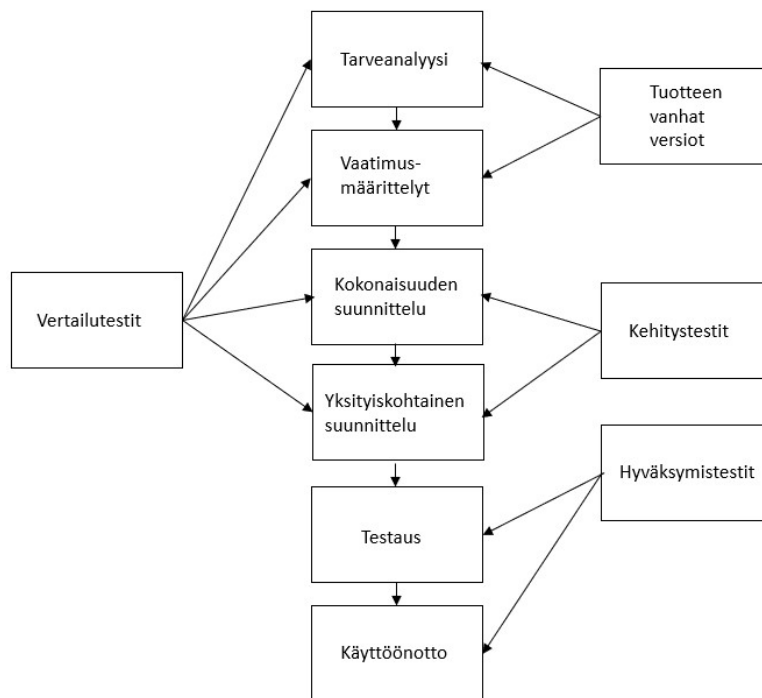 Tarveanalyysi
Tuotteen
vanhat
versiot
Vaatimus-
määrittelyt
Vertailutestit
Kokonaisuuden
suunnittelu
Kehitystestit
Yksityiskohtainen
suunnittelu
Hyväksymistestit
Testaus
Käyttöönotto